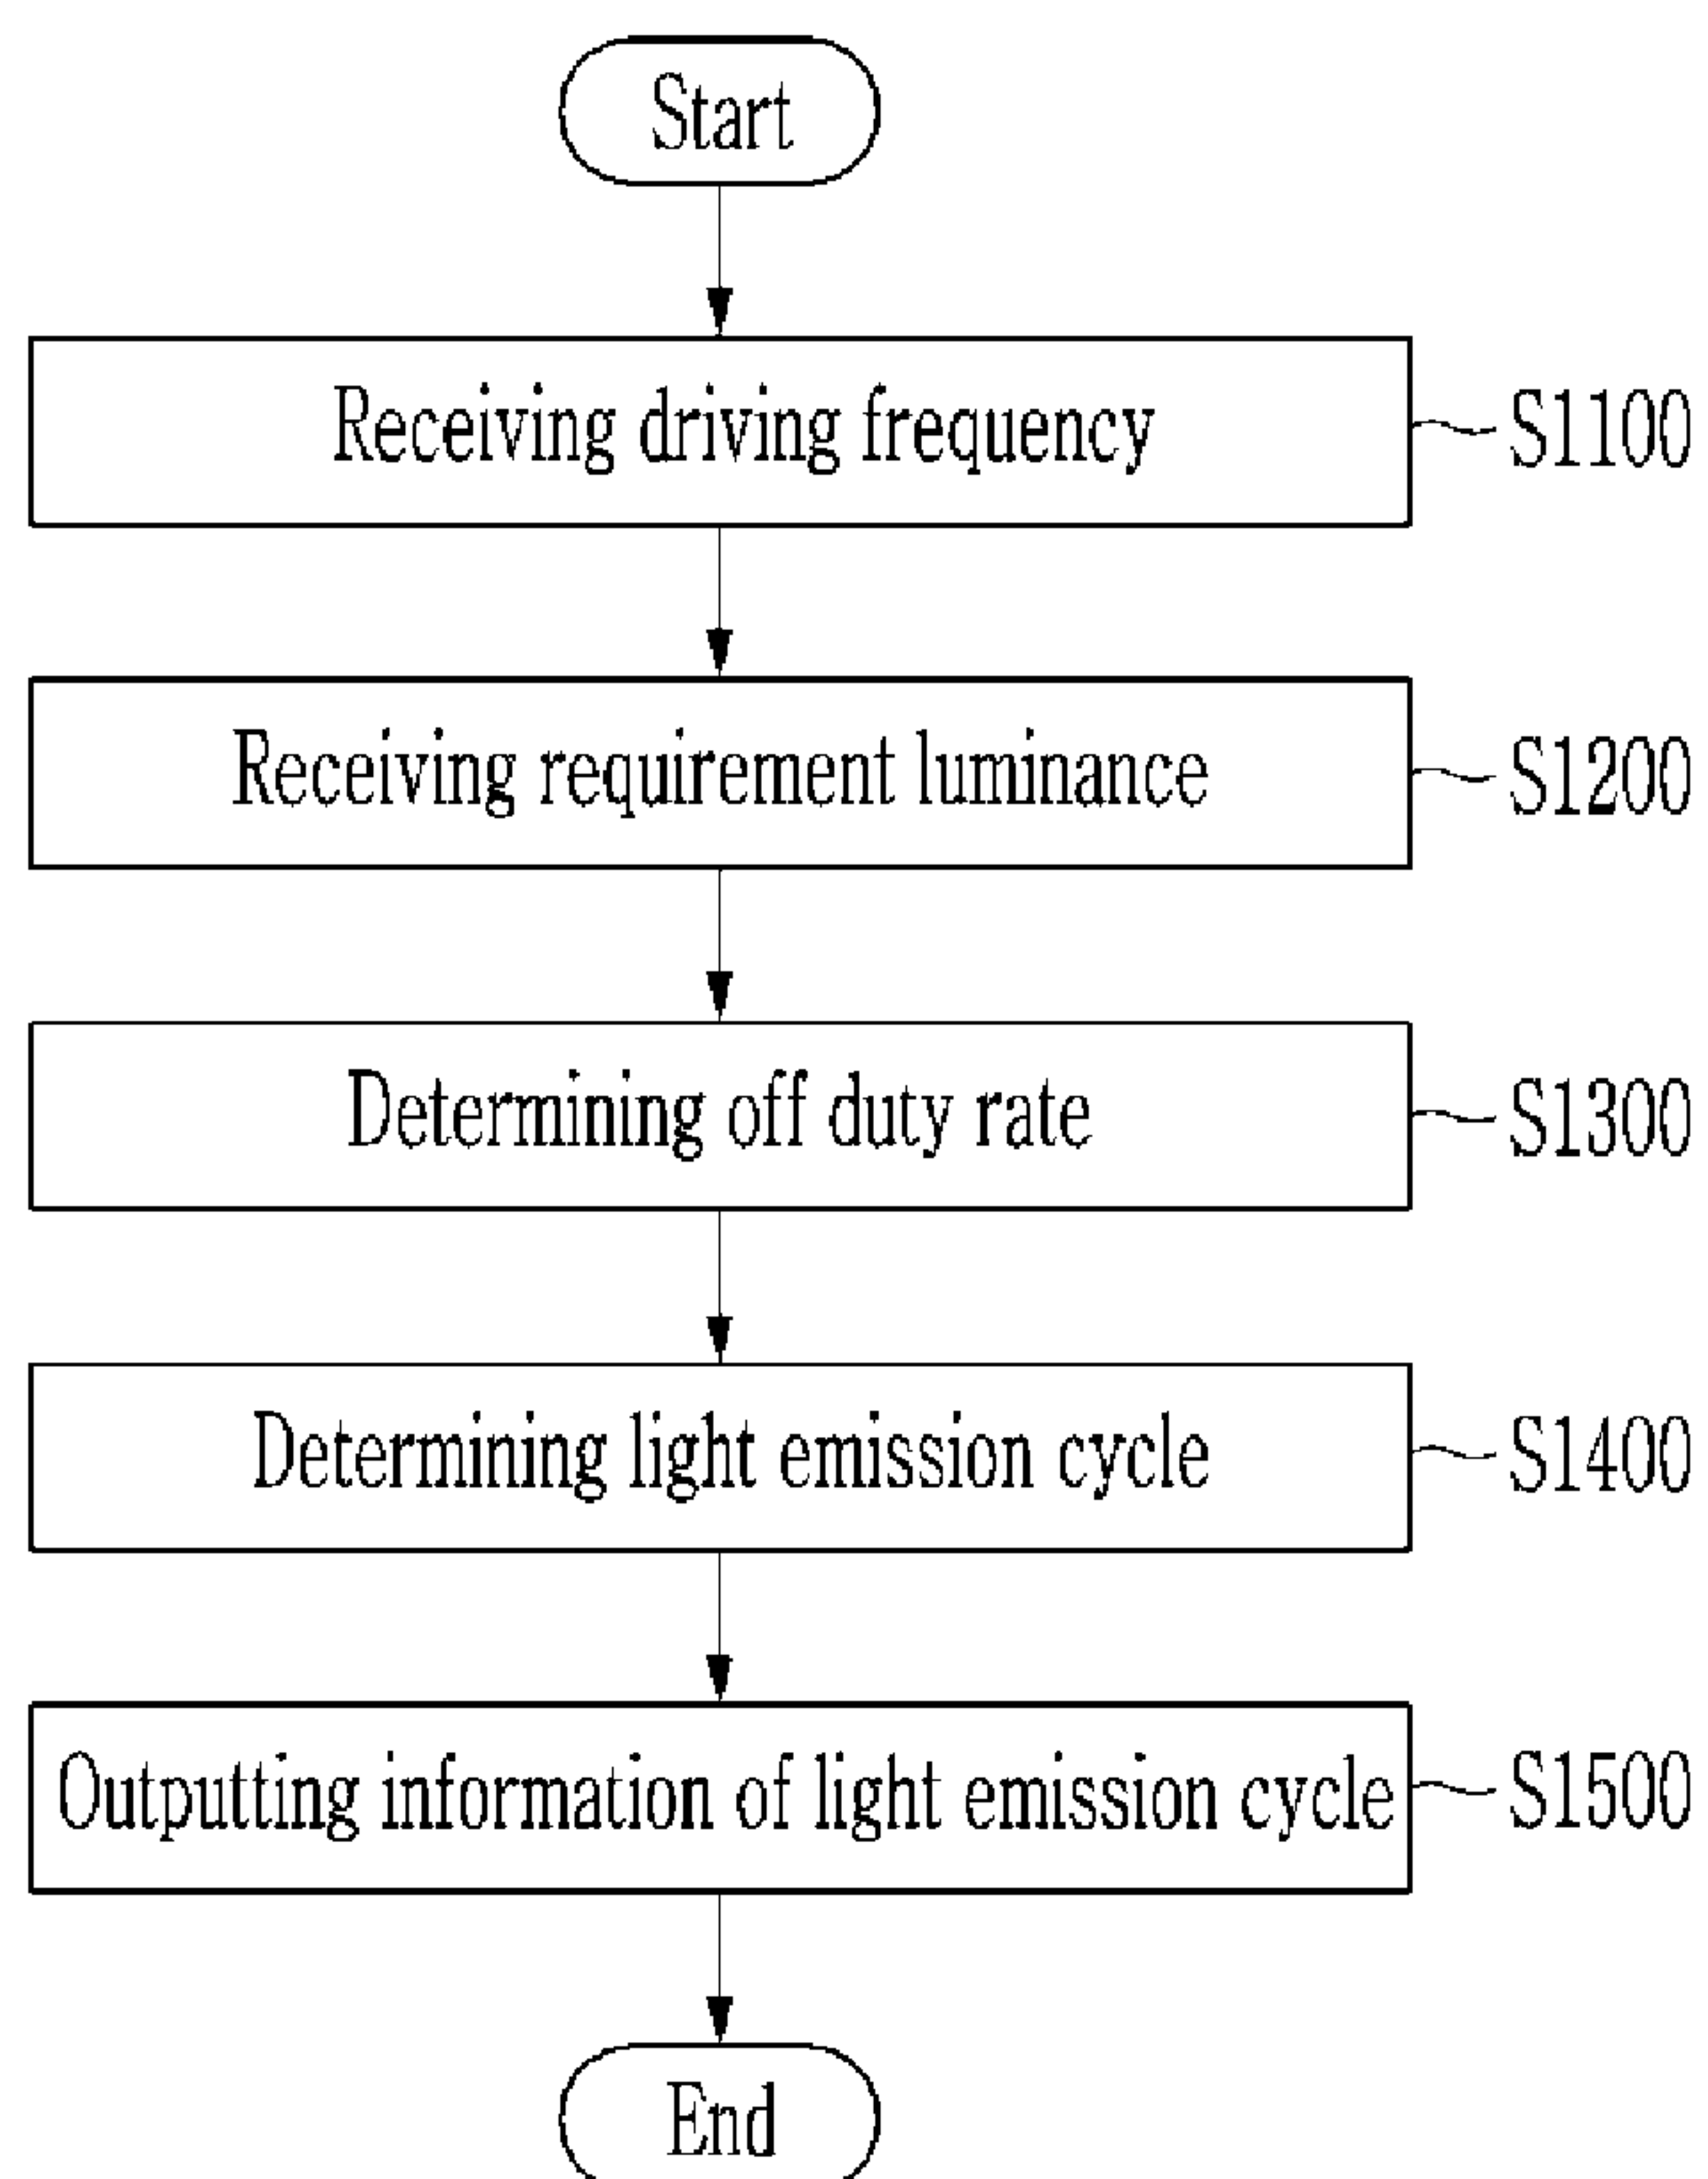 Start
Receiving driving frequency S1100
Receiving requirement luminance S1200
Determining off duty rate S1300
Determining light emission cycle S1400
Outputting information of light emission cycle S1500
End